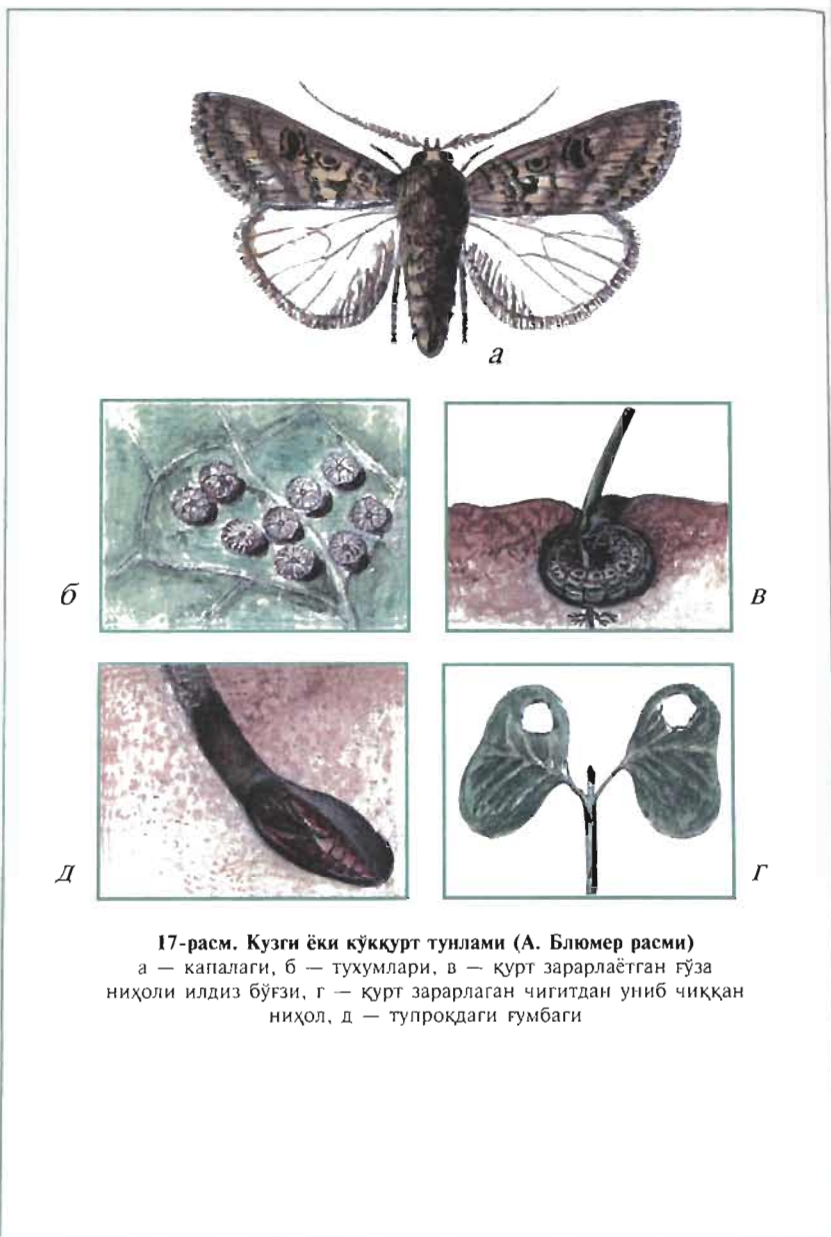 а
б
в
д
г
17-расм. Кузги ёки кўкқурт тунлами (А. Блюмер расми)
а — капалаги, б — тухумлари, в — қурт зарарлаётган ғўза
ниҳоли илдиз бўғзи, г — қурт зарарлаган чигитдан униб чиққан
ниҳол, д — тупроқдаги ғумбаги